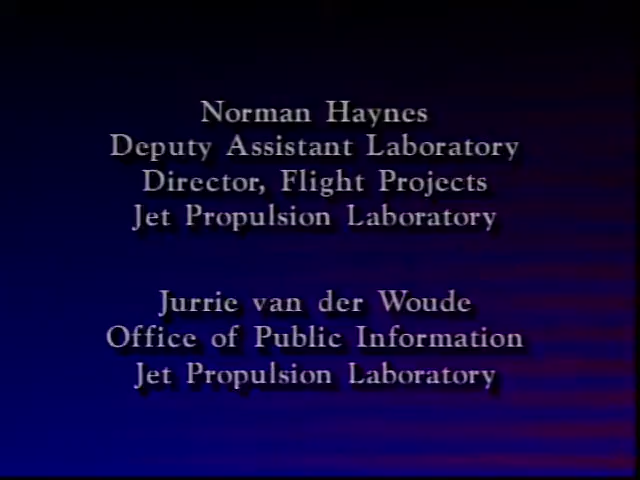 Norman Haynes
Deputy Assistant Laboratory
Director, Flight Projects
Jet Propulsion Laboratory
Jurrie van der Woude
Office of Public Information
Jet Propulsion Laboratory